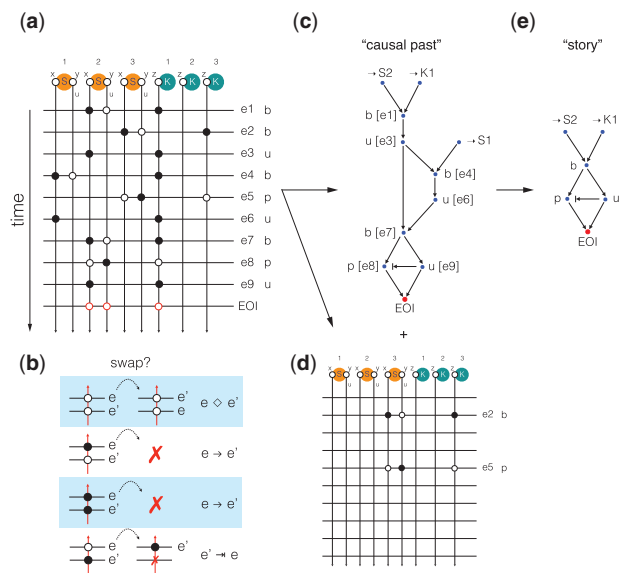 (a)
1 2 3 1 2 3
x S y u x S y u x S y u z K z K z K
time
e1 b
e2 b
e3 u
e4 b
e5 p
e6 u
e7 b
e8 p
e9 u
EOI
(b)
swap?
e e' e' e e ◇ e'
e e' ✗ e → e'
e e' ✗ e → e'
e e' e' ✗ e' ⊣ e
(c)
"causal past"
→ S2 → K1
b [e1]
u [e3] → S1
b [e4]
u [e6]
b [e7]
p [e8] u [e9]
EOI
+
(d)
1 2 3 1 2 3
x S y u x S y u x S y u z K z K z K
e2 b
e5 p
(e)
"story"
→S2 →K1
b
p u
EOI